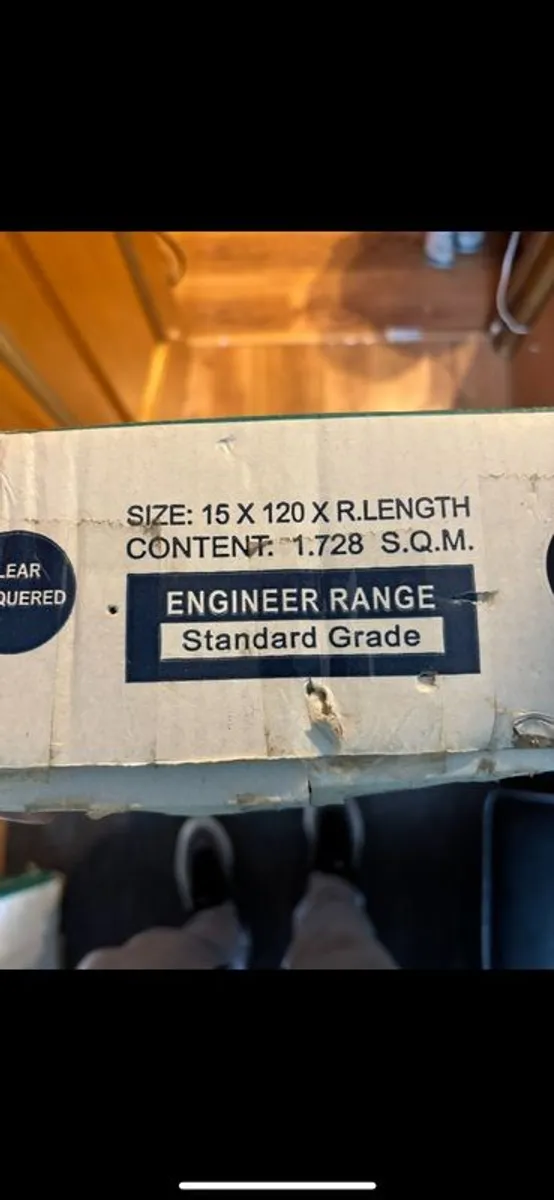 SIZE: 15 X 120 X R.LENGTH
CONTENT: 1.728 S.Q.M.
LEAR
QUERED
ENGINEER RANGE
Standard Grade